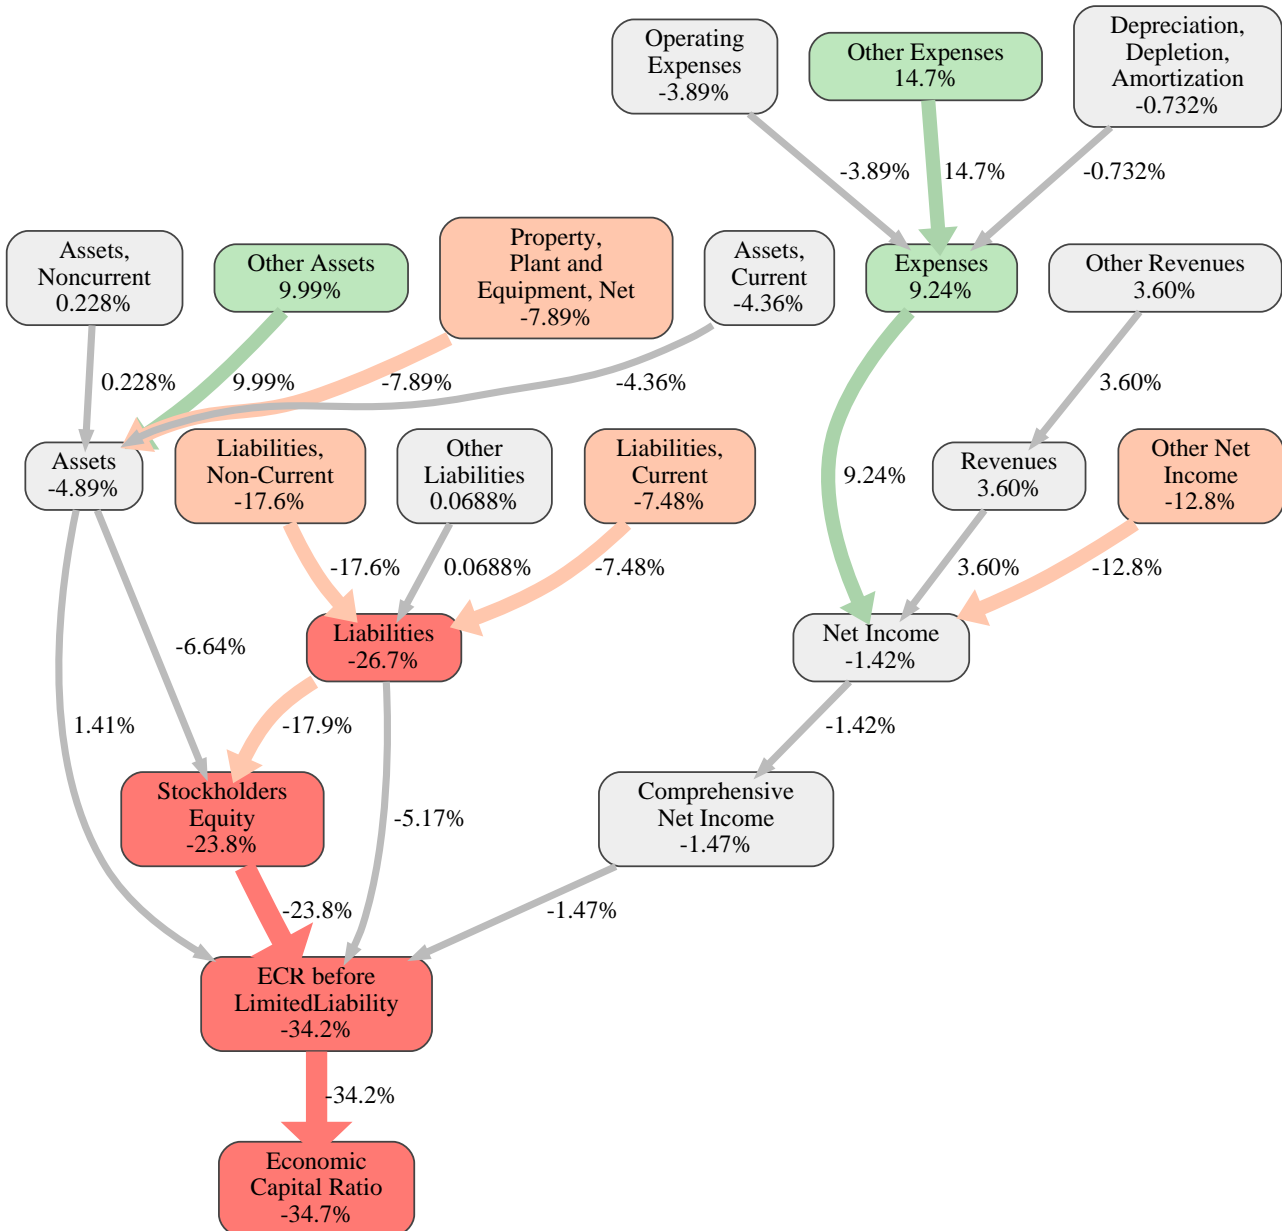 Operating
Expenses
-3.89%
Other Expenses
14.7%
Depreciation,
Depletion,
Amortization
-0.732%
-3.89%
14.7%
-0.732%
Assets,
Noncurrent
0.228%
Other Assets
9.99%
Property,
Plant and
Equipment, Net
-7.89%
Assets,
Current
-4.36%
Expenses
9.24%
Other Revenues
3.60%
0.228%
9.99%
-7.89%
-4.36%
3.60%
Assets
-4.89%
Liabilities,
Non-Current
-17.6%
Other
Liabilities
0.0688%
Liabilities,
Current
-7.48%
9.24%
Revenues
3.60%
Other Net
Income
-12.8%
-17.6%
0.0688%
-7.48%
3.60%
-12.8%
Liabilities
-26.7%
Net Income
-1.42%
-6.64%
1.41%
-17.9%
-1.42%
Stockholders
Equity
-23.8%
-5.17%
Comprehensive
Net Income
-1.47%
-23.8%
-1.47%
ECR before
LimitedLiability
-34.2%
-34.2%
Economic
Capital Ratio
-34.7%